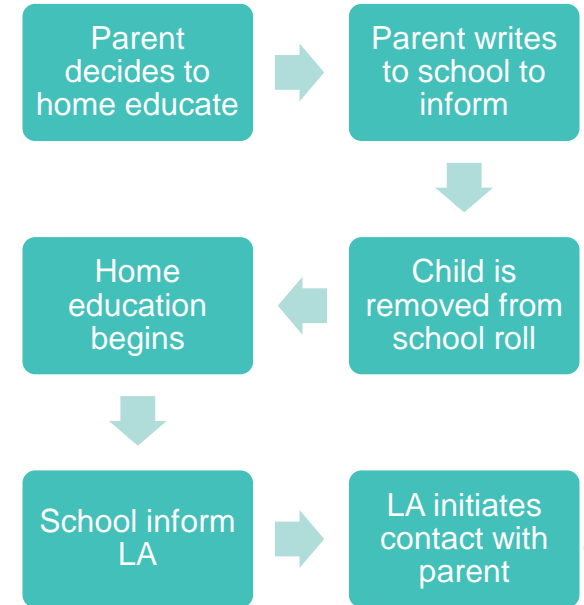 Parent
decides to
home educate
Parent writes
to school to
inform
Child is
removed from
school roll
Home
education
begins
School inform
LA
LA initiates
contact with
parent